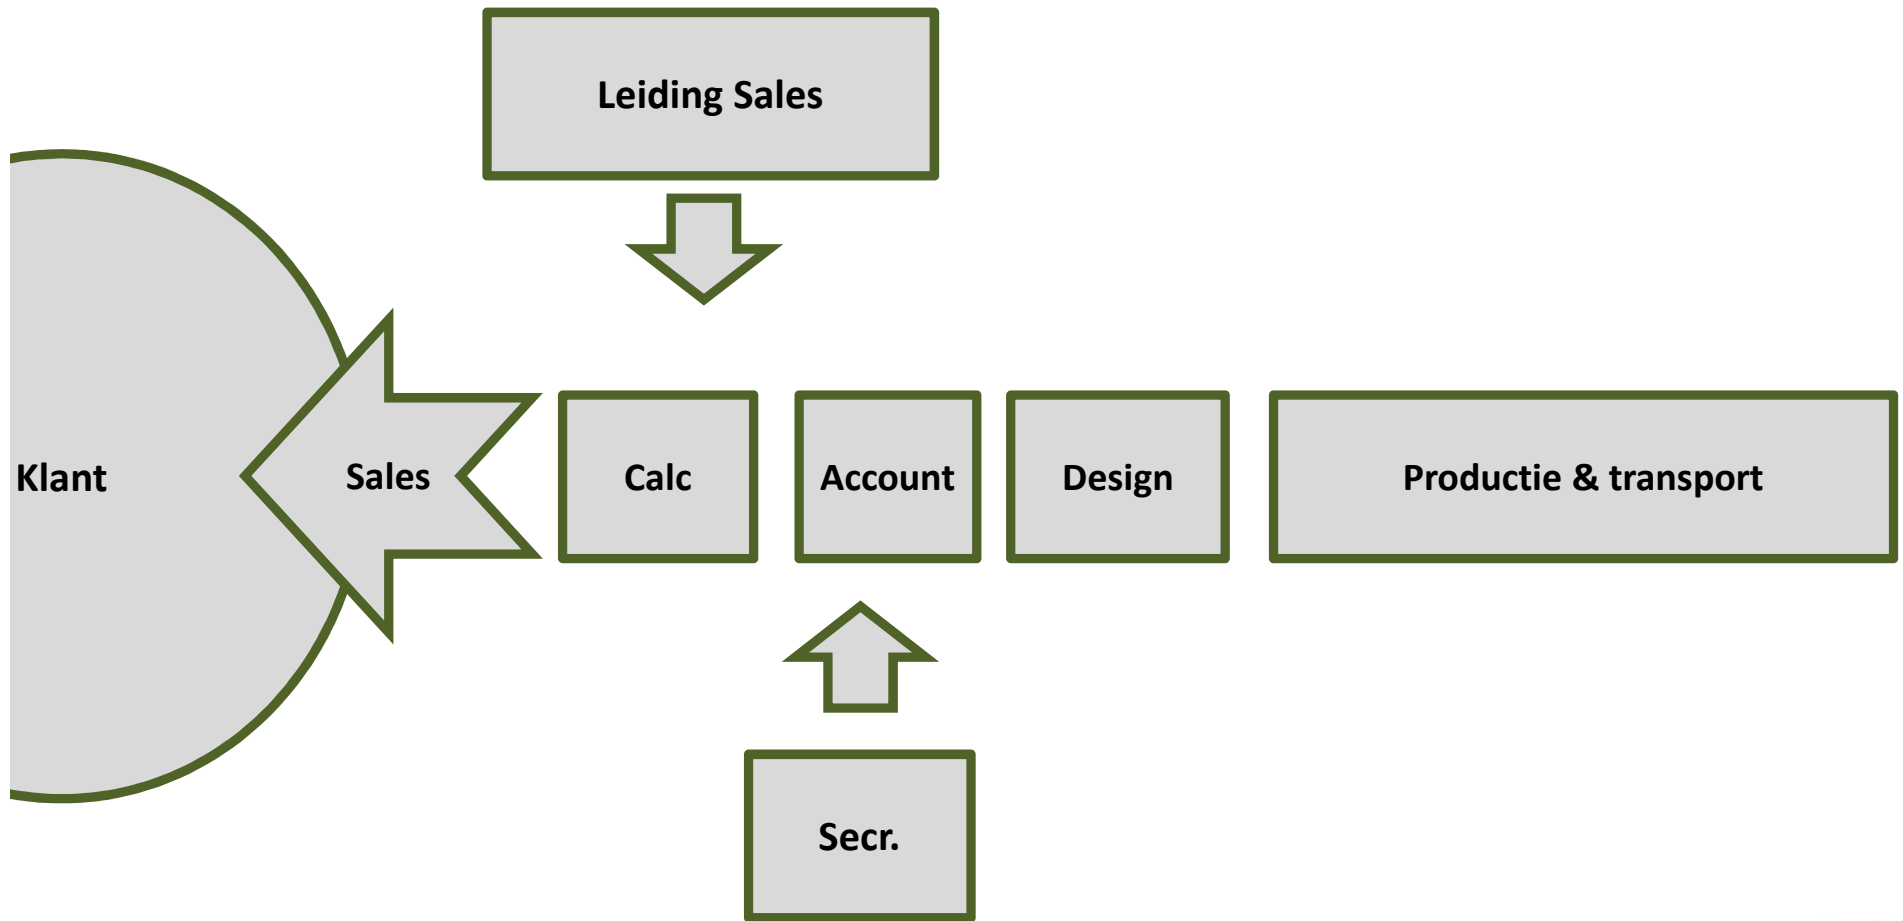 Leiding Sales
Klant
Sales
Calc
Account
Design
Productie & transport
Secr.